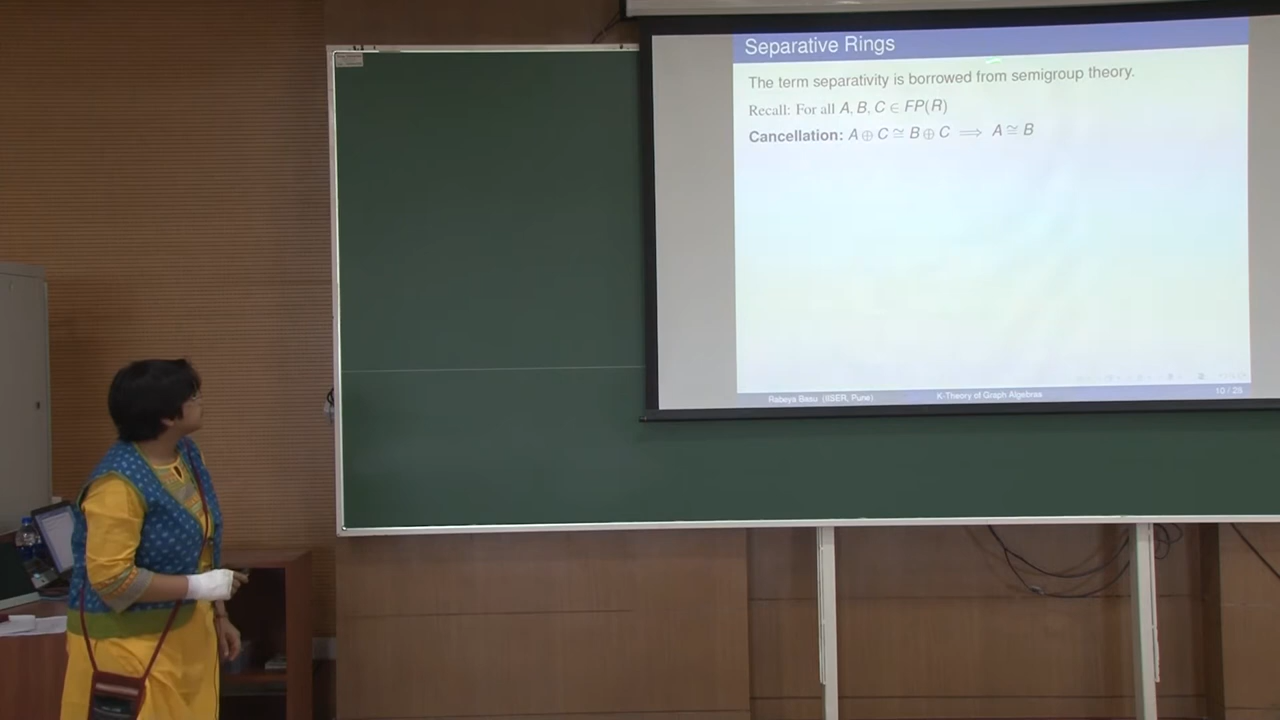 Separative Rings
The term separativity is borrowed from semigroup theory.
Recall: For all A, B, C ∈ FP(R)
Cancellation: A ⊕ C ≅ B ⊕ C ⟹ A ≅ B
Rabeya Basu (IISER, Pune) K-Theory of Graph Algebras 10 / 28